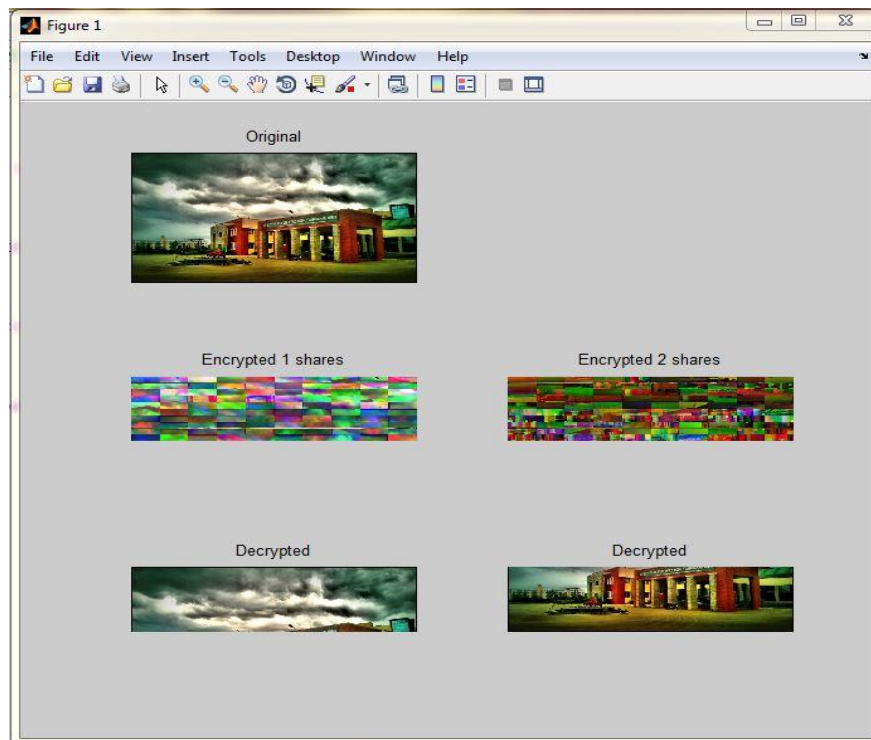 Figure 1
File Edit View Insert Tools Desktop Window Help
Original
Encrypted 1 shares
Encrypted 2 shares
Decrypted
Decrypted